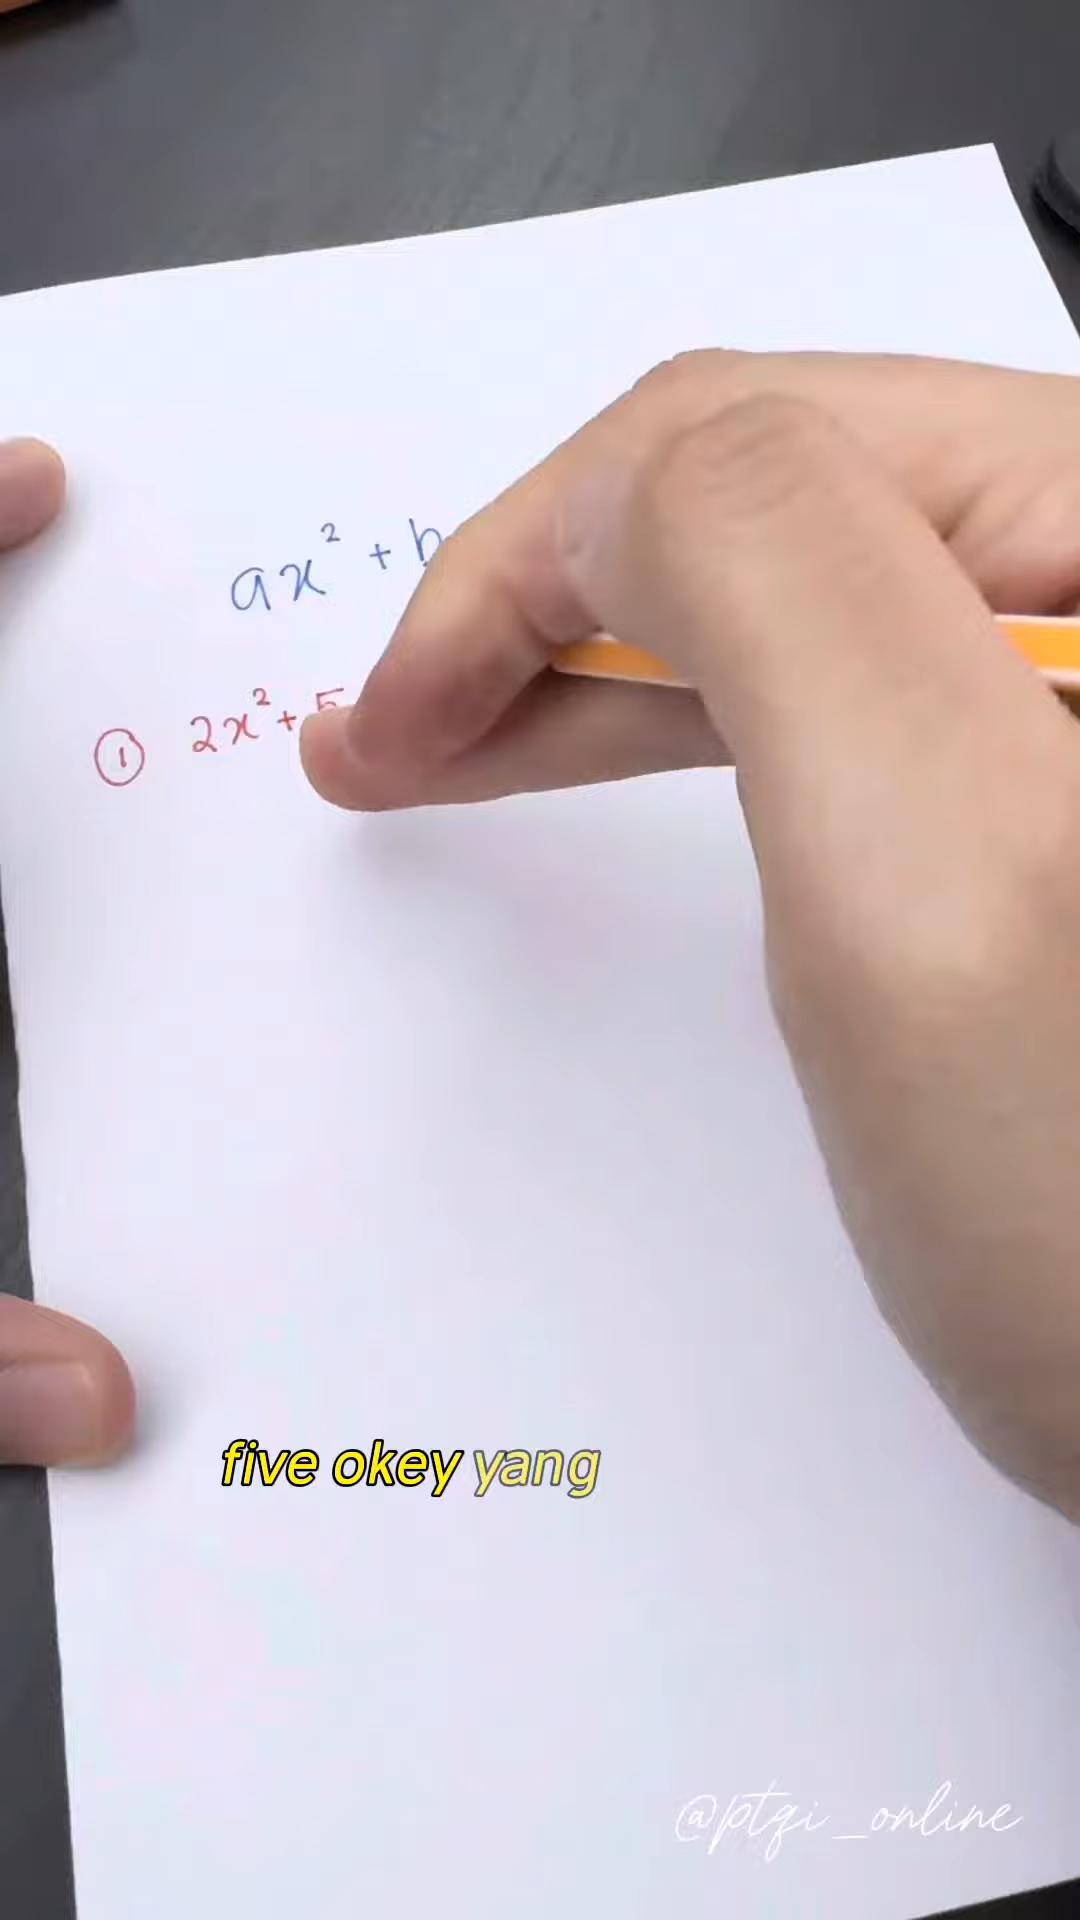 ax² + b
① 2x² + 5
five okey yang
@ptqi_online